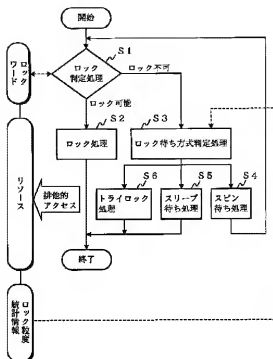 開始
S1
ロック
判定処理
ロック不可
ロック可能
S2
ロック処理
S3
ロック待ち方式判定処理
S6
トライロック
処理
S5
スリープ
待ち処理
S4
スピン
待ち処理
終了
ロック
ワード
リソース
排他的
アクセス
ロック粒度
統計情報